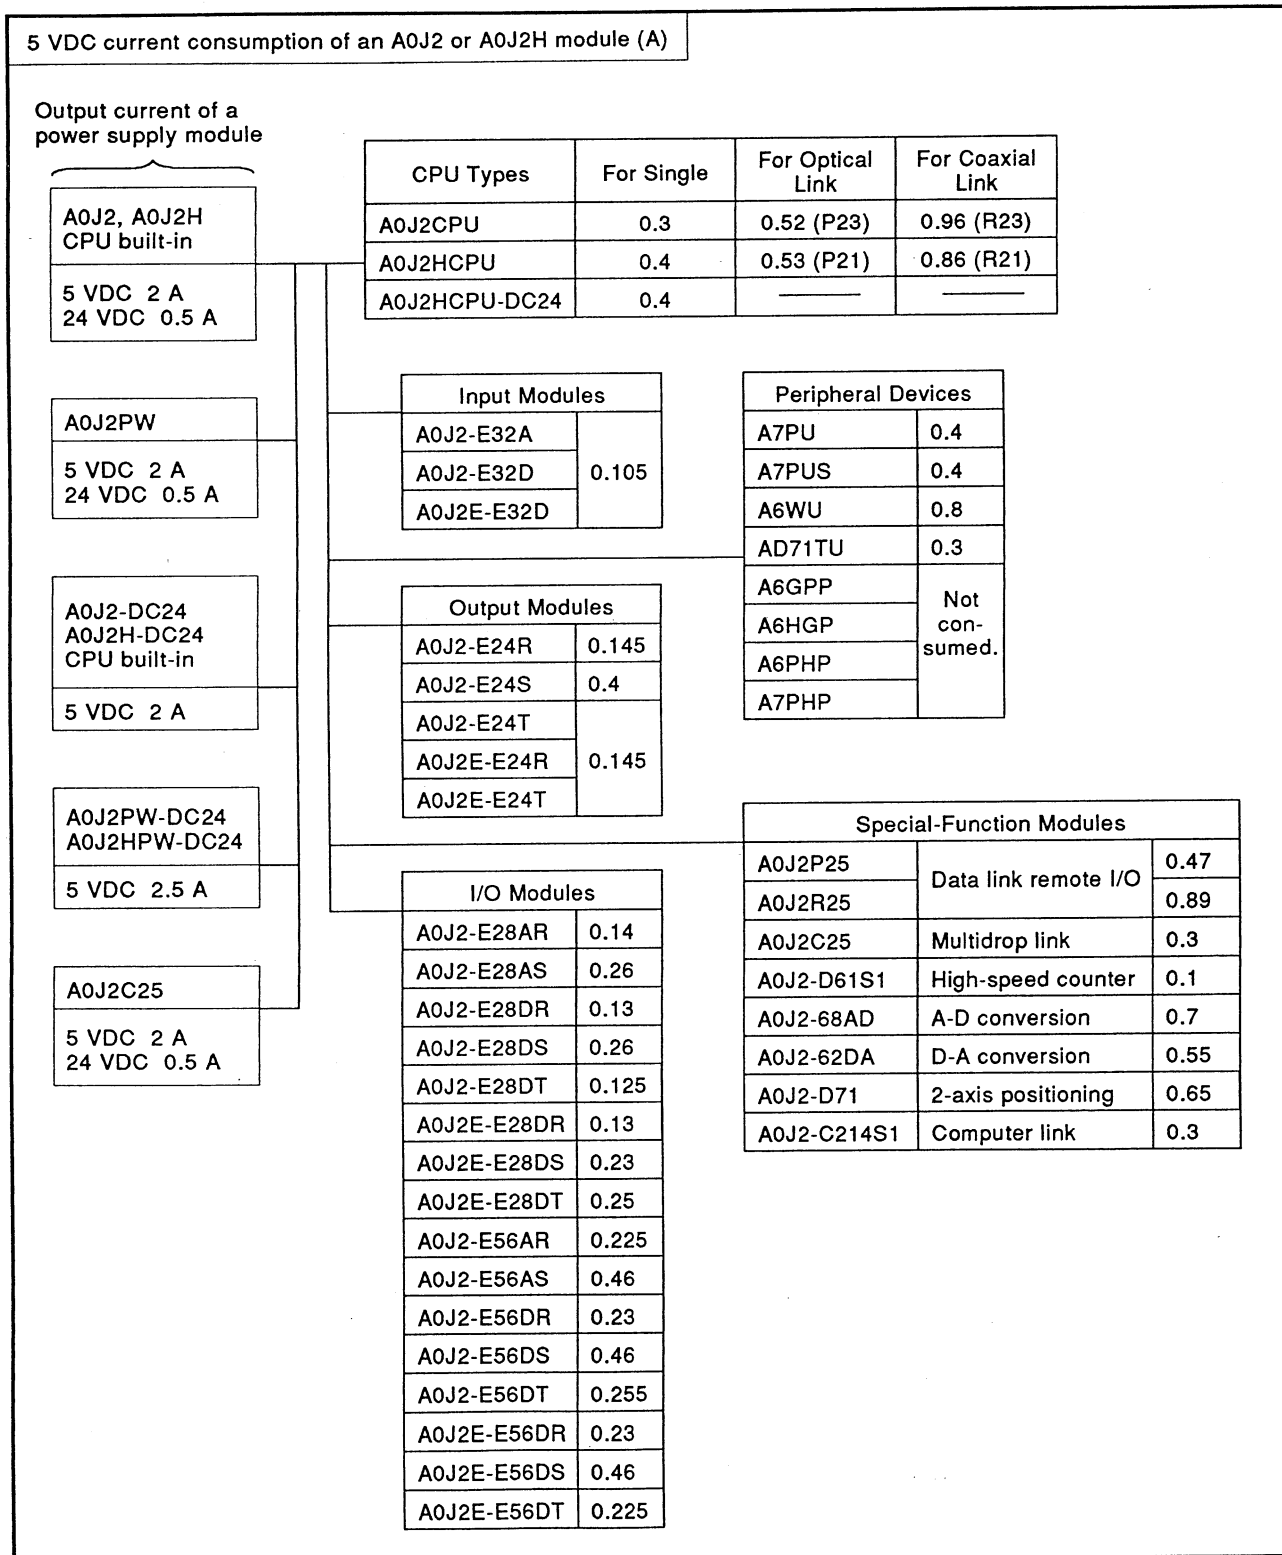 5 VDC current consumption of an A0J2 or A0J2H module (A)
Output current of a
power supply module
A0J2, A0J2H
CPU built-in
5 VDC 2 A
24 VDC 0.5 A
A0J2PW
5 VDC 2 A
24 VDC 0.5 A
A0J2-DC24
A0J2H-DC24
CPU built-in
5 VDC 2 A
A0J2PW-DC24
A0J2HPW-DC24
5 VDC 2.5 A
A0J2C25
5 VDC 2 A
24 VDC 0.5 A
CPU Types For Single For Optical Link For Coaxial Link
A0J2CPU 0.3 0.52 (P23) 0.96 (R23)
A0J2HCPU 0.4 0.53 (P21) 0.86 (R21)
A0J2HCPU-DC24 0.4
Input Modules
A0J2-E32A
A0J2-E32D 0.105
A0J2E-E32D
Output Modules
A0J2-E24R 0.145
A0J2-E24S 0.4
A0J2-E24T
A0J2E-E24R 0.145
A0J2E-E24T
I/O Modules
A0J2-E28AR 0.14
A0J2-E28AS 0.26
A0J2-E28DR 0.13
A0J2-E28DS 0.26
A0J2-E28DT 0.125
A0J2E-E28DR 0.13
A0J2E-E28DS 0.23
A0J2E-E28DT 0.25
A0J2-E56AR 0.225
A0J2-E56AS 0.46
A0J2-E56DR 0.23
A0J2-E56DS 0.46
A0J2-E56DT 0.255
A0J2E-E56DR 0.23
A0J2E-E56DS 0.46
A0J2E-E56DT 0.225
Peripheral Devices
A7PU 0.4
A7PUS 0.4
A6WU 0.8
AD71TU 0.3
A6GPP Not
A6HGP con-
A6PHP sumed.
A7PHP
Special-Function Modules
A0J2P25 Data link remote I/O 0.47
A0J2R25 0.89
A0J2C25 Multidrop link 0.3
A0J2-D61S1 High-speed counter 0.1
A0J2-68AD A-D conversion 0.7
A0J2-62DA D-A conversion 0.55
A0J2-D71 2-axis positioning 0.65
A0J2-C214S1 Computer link 0.3